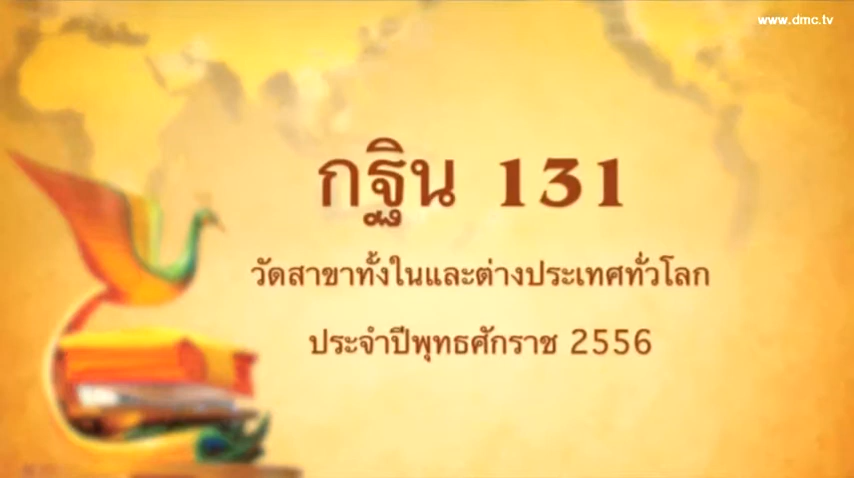 www.dmc.tv
กฐิน 131
วัดสาขาทั้งในและต่างประเทศทั่วโลก
ประจำปีพุทธศักราช 2556